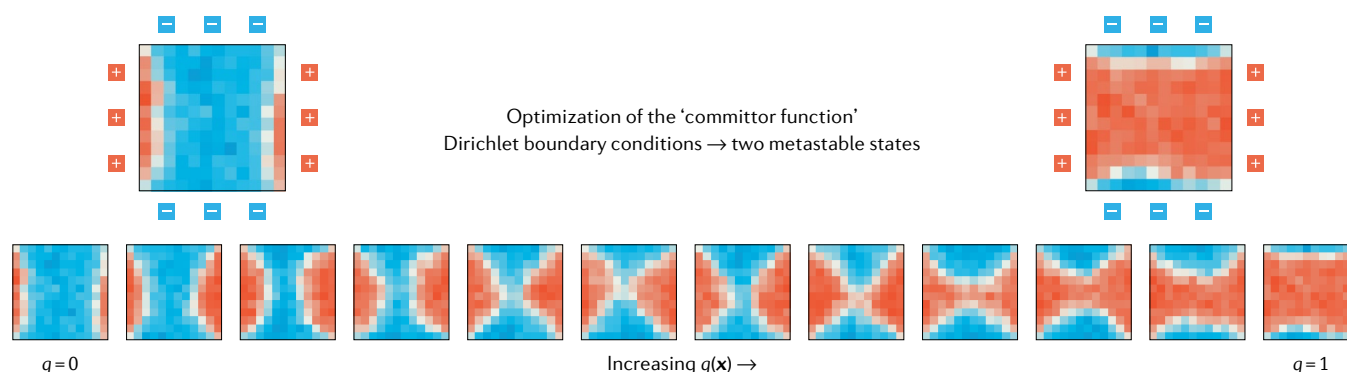 − − −
− − −
+ +
+ +
+ +
Optimization of the ‘committor function’
Dirichlet boundary conditions → two metastable states
+ +
+ +
+ +
− − −
− − −
q = 0
Increasing q(x) →
q = 1